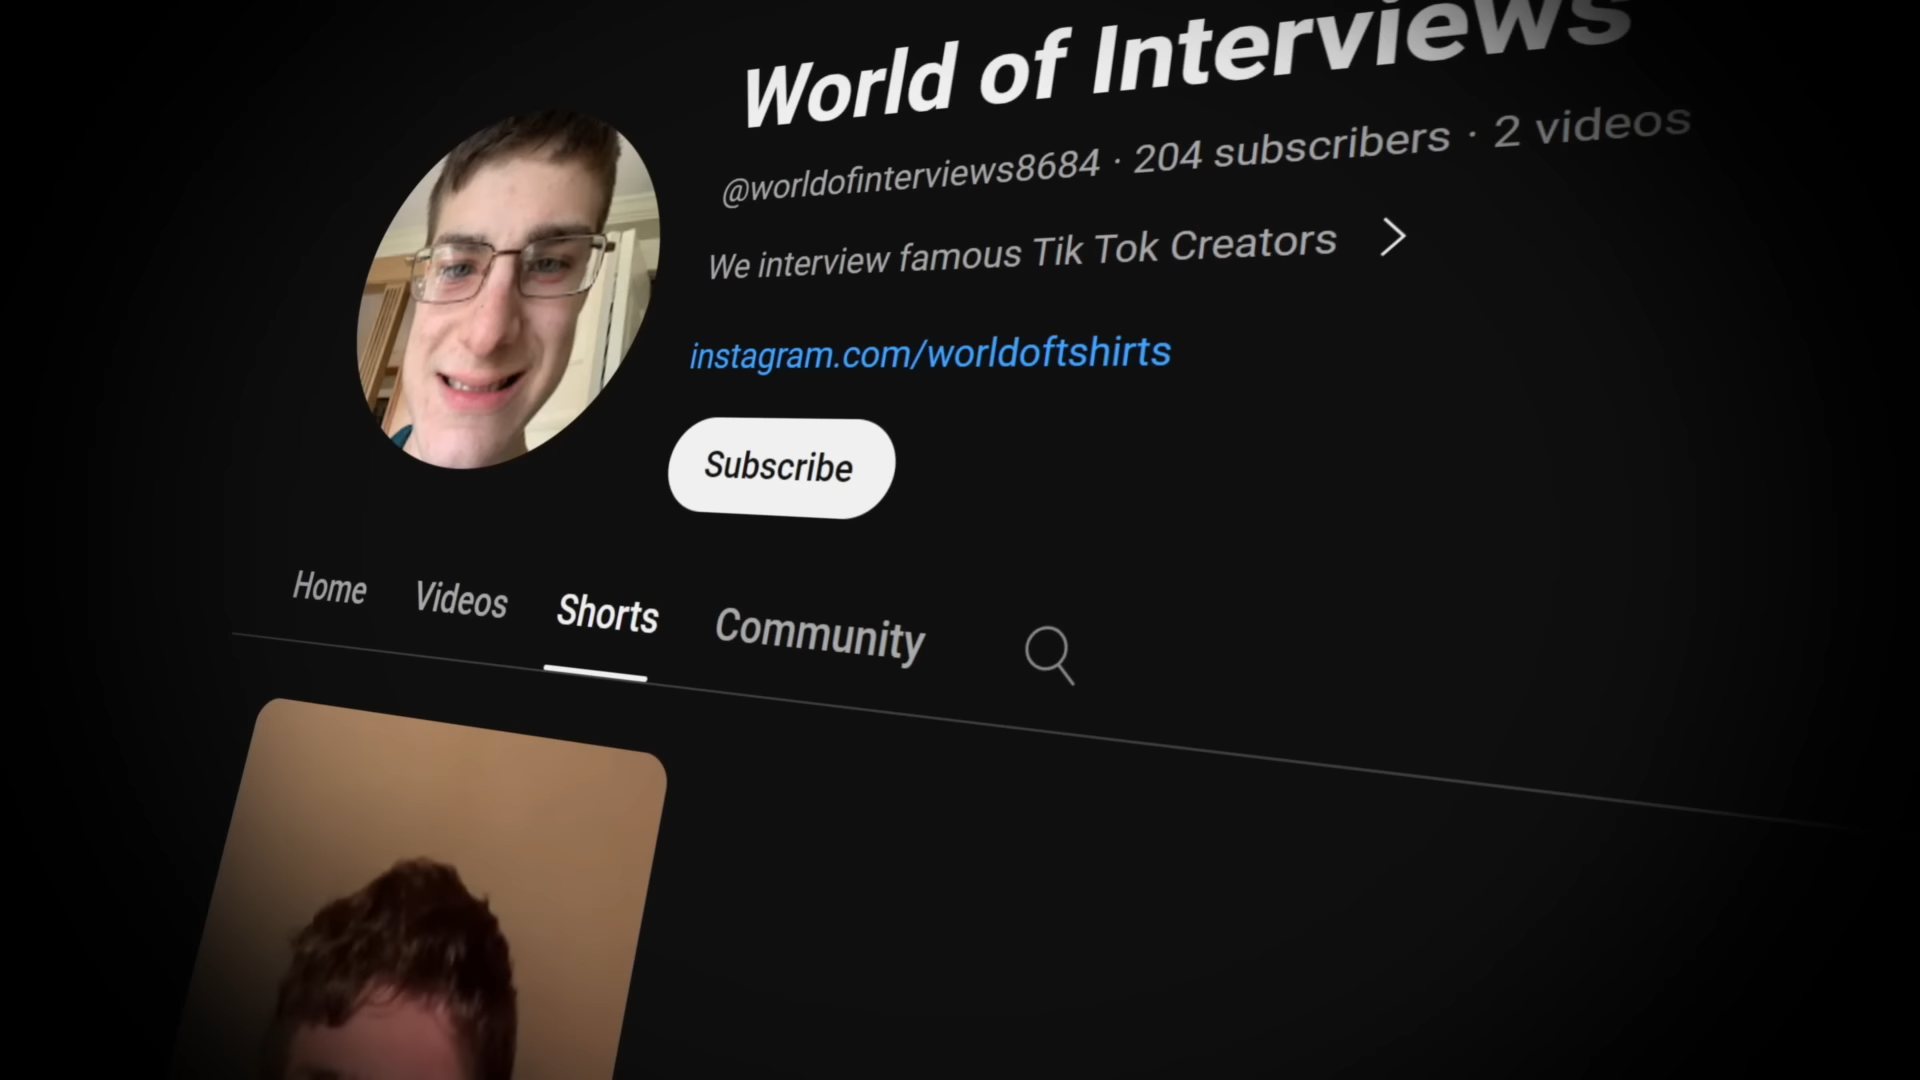 World of Interviews
@worldofinterviews8684 · 204 subscribers · 2 videos
We interview famous Tik Tok Creators
instagram.com/worldoftshirts
Subscribe
Home Videos Shorts Community